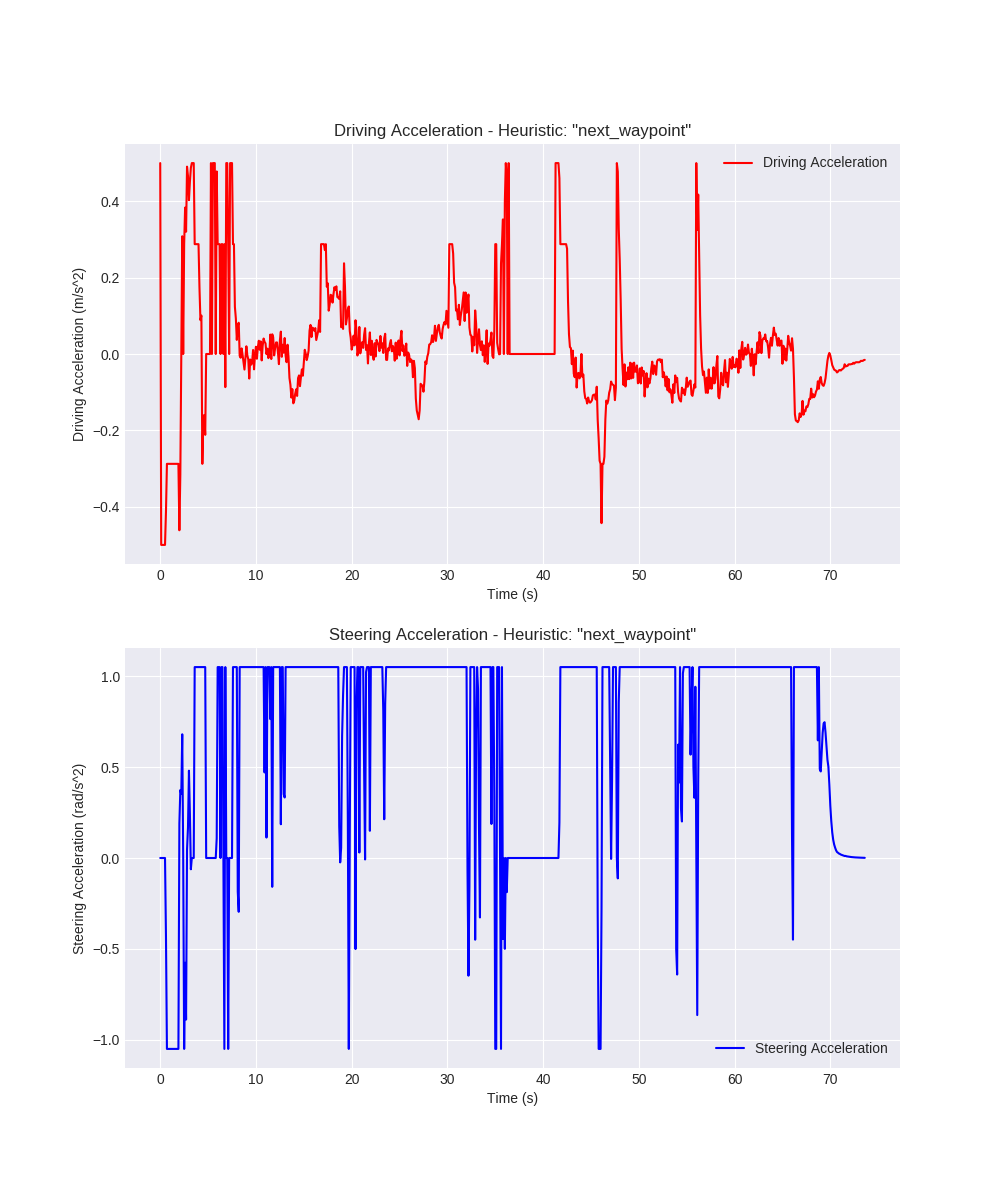 Driving Acceleration - Heuristic: "next_waypoint"
Driving Acceleration
0.4
0.2
0.0
−0.2
−0.4
Driving Acceleration (m/s^2)
0 10 20 30 40 50 60 70
Time (s)
Steering Acceleration - Heuristic: "next_waypoint"
1.0
0.5
0.0
−0.5
−1.0
Steering Acceleration (rad/s^2)
Steering Acceleration
0 10 20 30 40 50 60 70
Time (s)